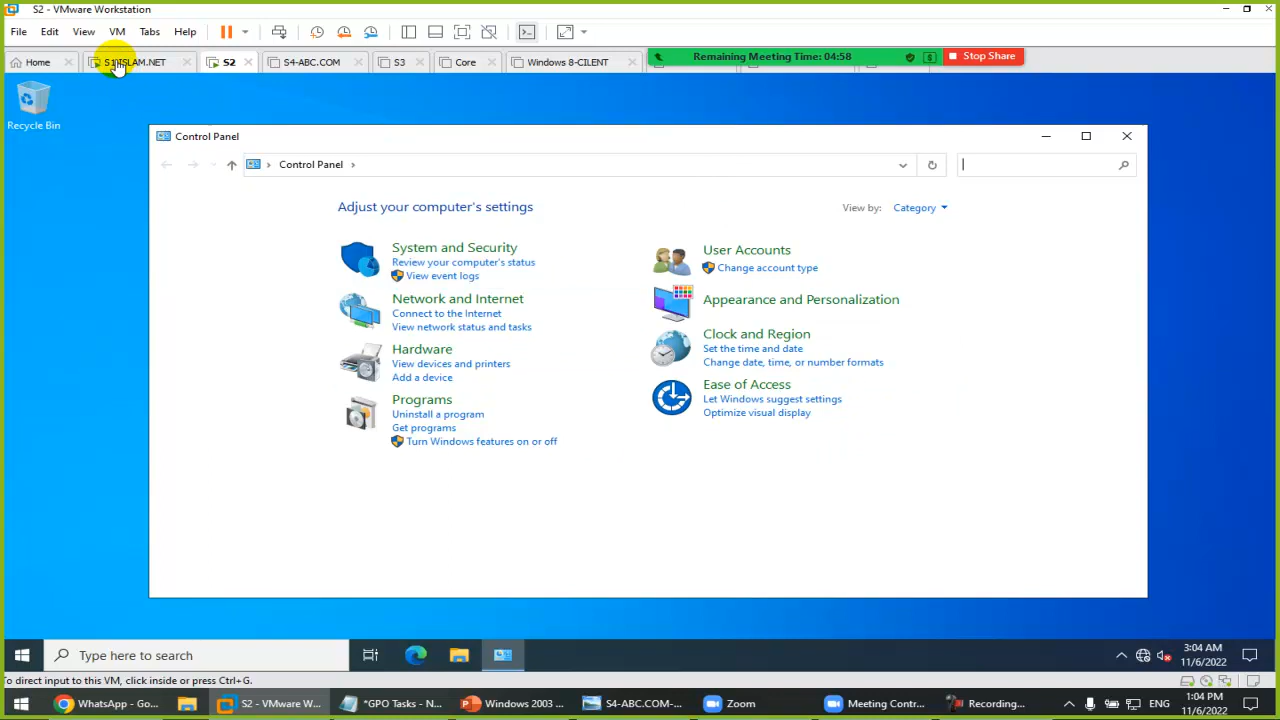 S2 - VMware Workstation
File Edit View VM Tabs Help
Home S1-ISLAM.NET S2 S4-ABC.COM S3 Core Windows 8-CILENT
Remaining Meeting Time: 04:58 Stop Share
Recycle Bin
Control Panel
Control Panel
Adjust your computer's settings
View by: Category
System and Security
Review your computer's status
View event logs
Network and Internet
Connect to the Internet
View network status and tasks
Hardware
View devices and printers
Add a device
Programs
Uninstall a program
Get programs
Turn Windows features on or off
User Accounts
Change account type
Appearance and Personalization
Clock and Region
Set the time and date
Change date, time, or number formats
Ease of Access
Let Windows suggest settings
Optimize visual display
Type here to search
3:04 AM
11/6/2022
To direct input to this VM, click inside or press Ctrl+G.
WhatsApp - Go... S2 - VMware W... *GPO Tasks - N... Windows 2003 ... S4-ABC.COM-... Zoom Meeting Contr... Recording... ENG
1:04 PM
11/6/2022